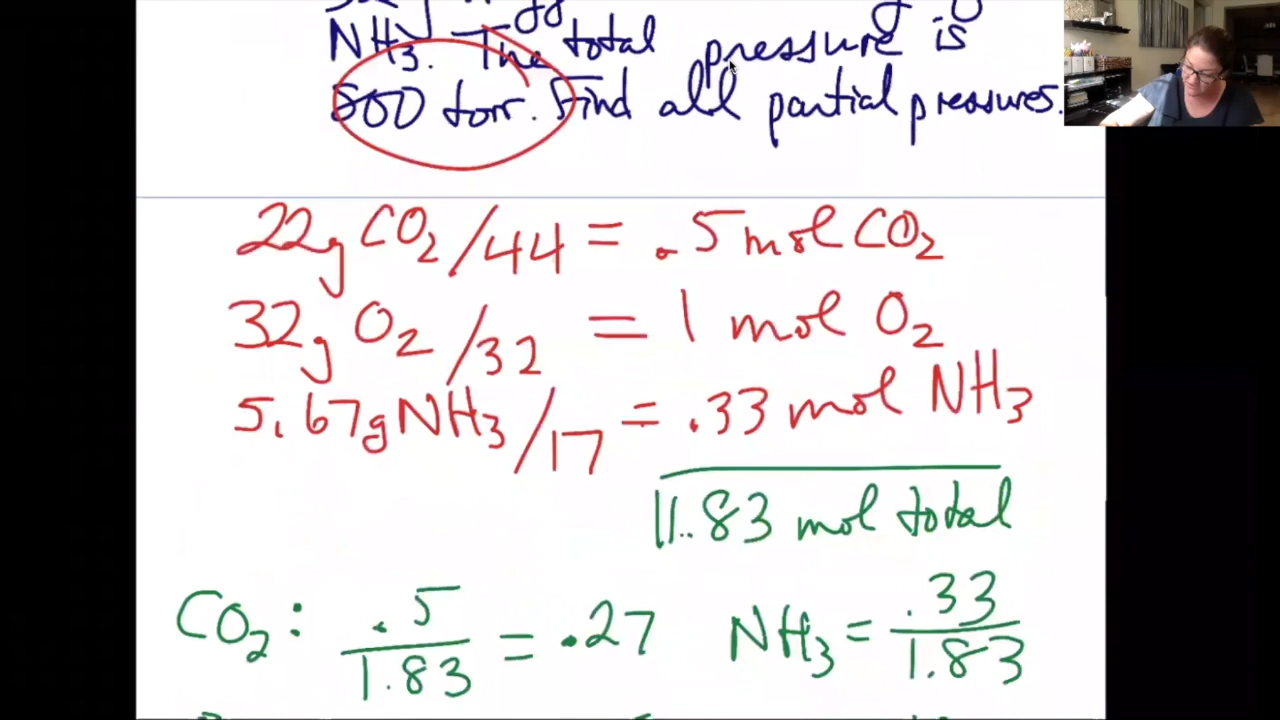 NH3. The total pressure is
800 torr. Find all partial pressures.
22g CO2/44 = .5 mol CO2
32g O2/32 = 1 mol O2
5.67g NH3/17 = .33 mol NH3
11.83 mol total
CO2: .5/1.83 = .27 NH3 = .33/1.83